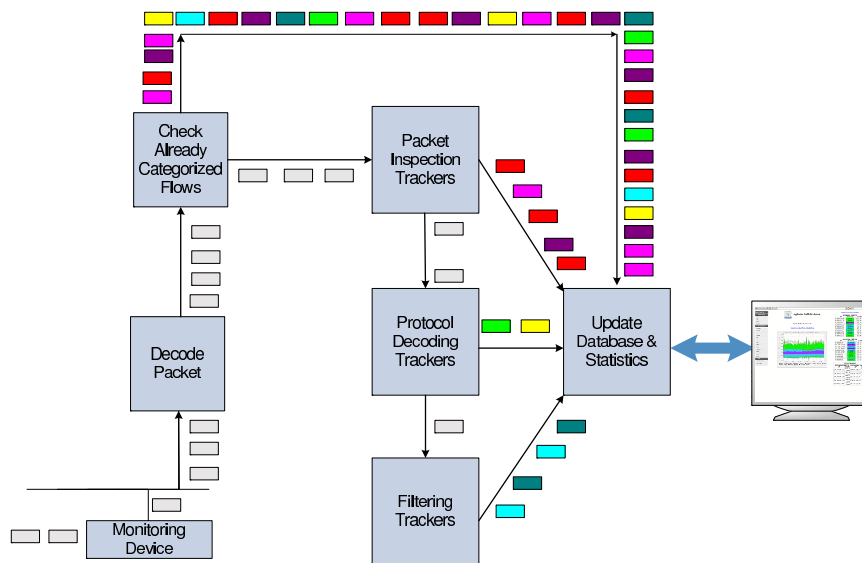 Check
Already
Categorized
Flows
Packet
Inspection
Trackers
Decode
Packet
Protocol
Decoding
Trackers
Update
Database &
Statistics
Filtering
Trackers
Monitoring
Device